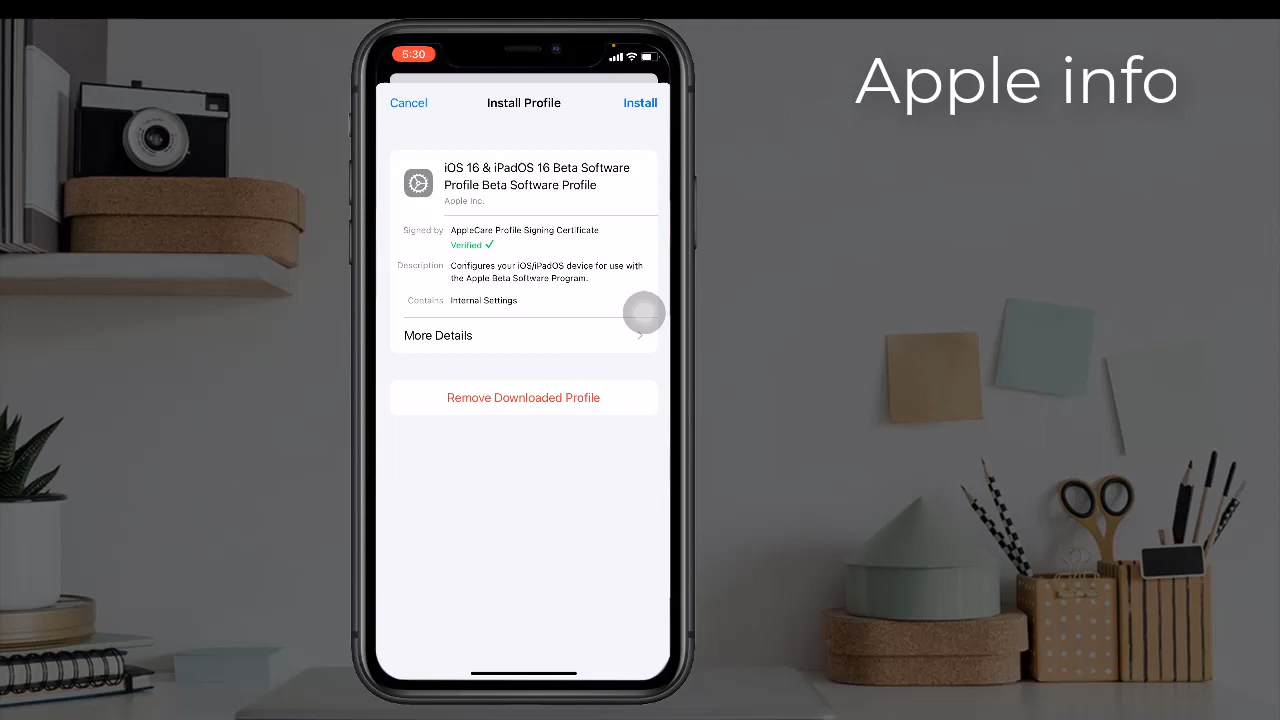 Apple info
5:30
Cancel
Install Profile
Install
iOS 16 & iPadOS 16 Beta Software
Profile Beta Software Profile
Apple Inc.
Signed by
AppleCare Profile Signing Certificate
Verified ✓
Description
Configures your iOS/iPadOS device for use with
the Apple Beta Software Program.
Contains
Internal Settings
More Details
Remove Downloaded Profile